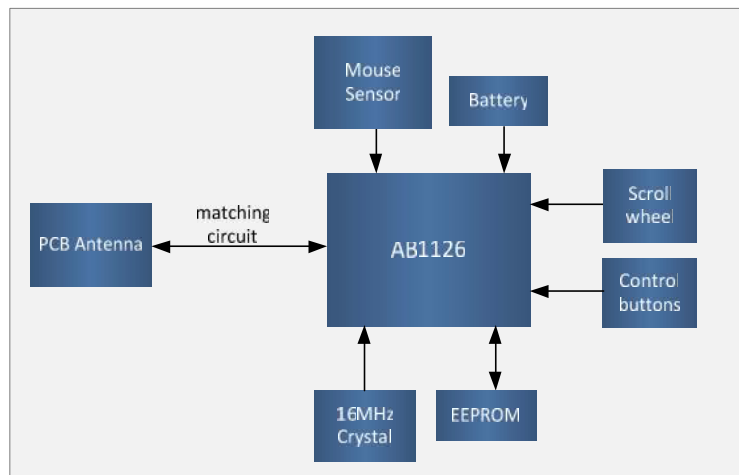 Mouse
Sensor
Battery
Scroll
wheel
matching
circuit
PCB Antenna
AB1126
Control
buttons
16MHz
Crystal
EEPROM